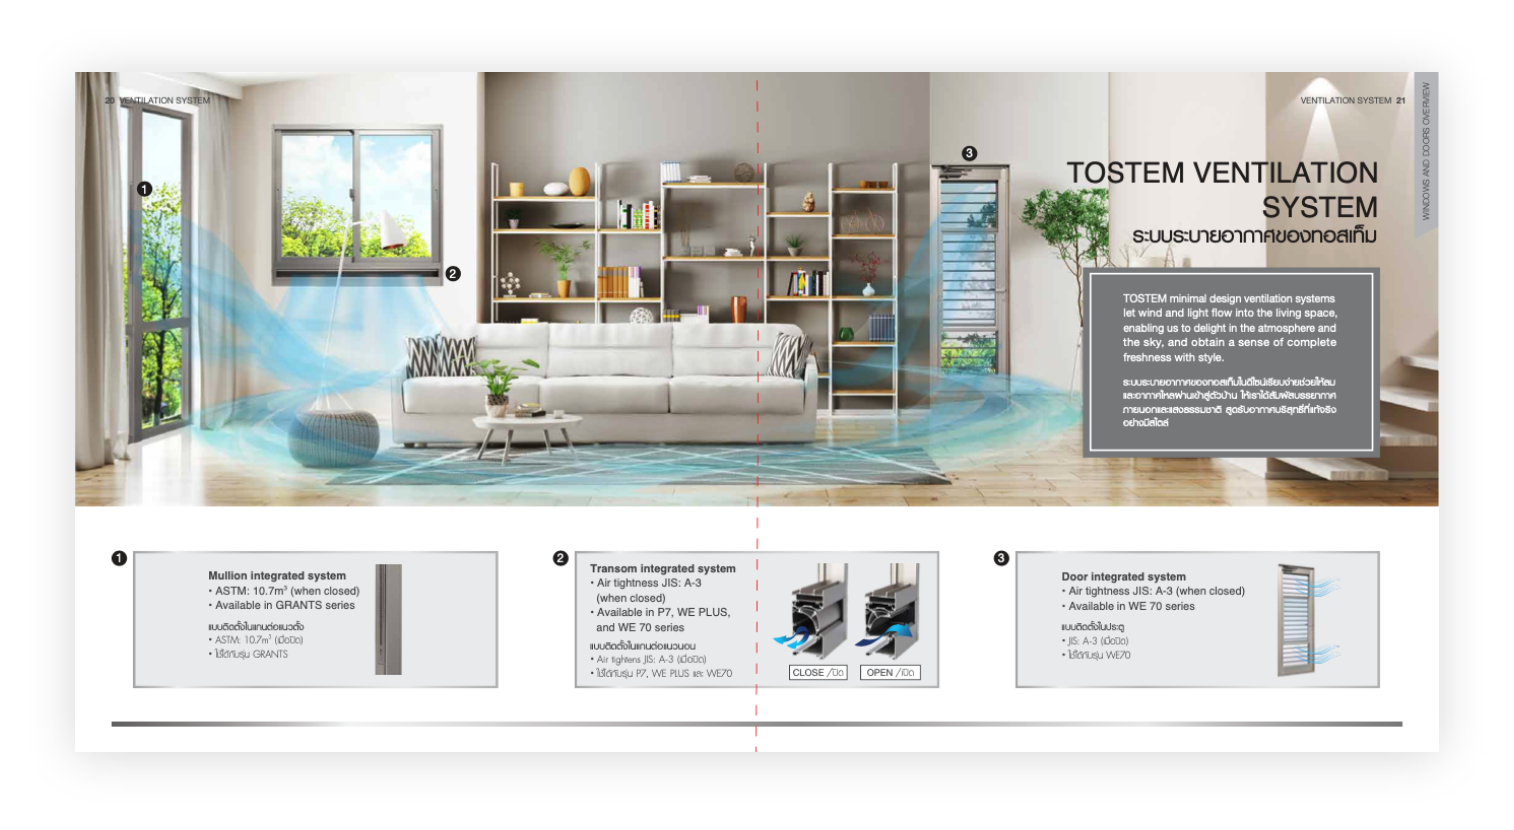 20 VENTILATION SYSTEM
VENTILATION SYSTEM 21
WINDOWS AND DOORS OVERVIEW
1
2
3
TOSTEM VENTILATION
SYSTEM
ระบบระบายอากาศของทอสเท็ม
TOSTEM minimal design ventilation systems
let wind and light flow into the living space,
enabling us to delight in the atmosphere and
the sky, and obtain a sense of complete
freshness with style.
ระบบระบายอากาศของทอสเท็มในดีไซน์เรียบง่ายช่วยให้ลม
และอากาศไหลผ่านเข้าสู่ตัวบ้าน ให้เราได้สัมผัสบรรยากาศ
ภายนอกและแสงธรรมชาติ สูดรับอากาศบริสุทธิ์ที่แท้จริง
อย่างมีสไตล์
1
Mullion integrated system
• ASTM: 10.7m³ (when closed)
• Available in GRANTS series
แบบติดตั้งในแกนต่อแนวตั้ง
• ASTM: 10.7m³ (เมื่อปิด)
• ใช้ได้กับรุ่น GRANTS
2
Transom integrated system
• Air tightness JIS: A-3
(when closed)
• Available in P7, WE PLUS,
and WE 70 series
แบบติดตั้งในแกนต่อแนวนอน
• Air tightens JIS: A-3 (เมื่อปิด)
• ใช้ได้กับรุ่น P7, WE PLUS และ WE70
CLOSE /ปิด
OPEN /เปิด
3
Door integrated system
• Air tightness JIS: A-3 (when closed)
• Available in WE 70 series
แบบติดตั้งในประตู
• JIS: A-3 (เมื่อปิด)
• ใช้ได้กับรุ่น WE70